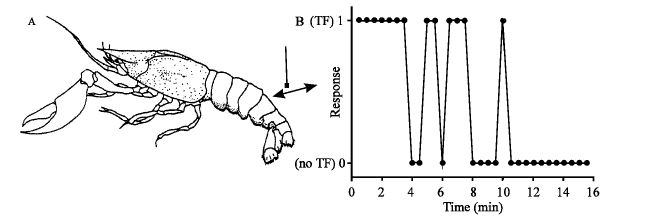 A
B (TF) 1
Response
(no TF) 0
0 2 4 6 8 10 12 14 16
Time (min)